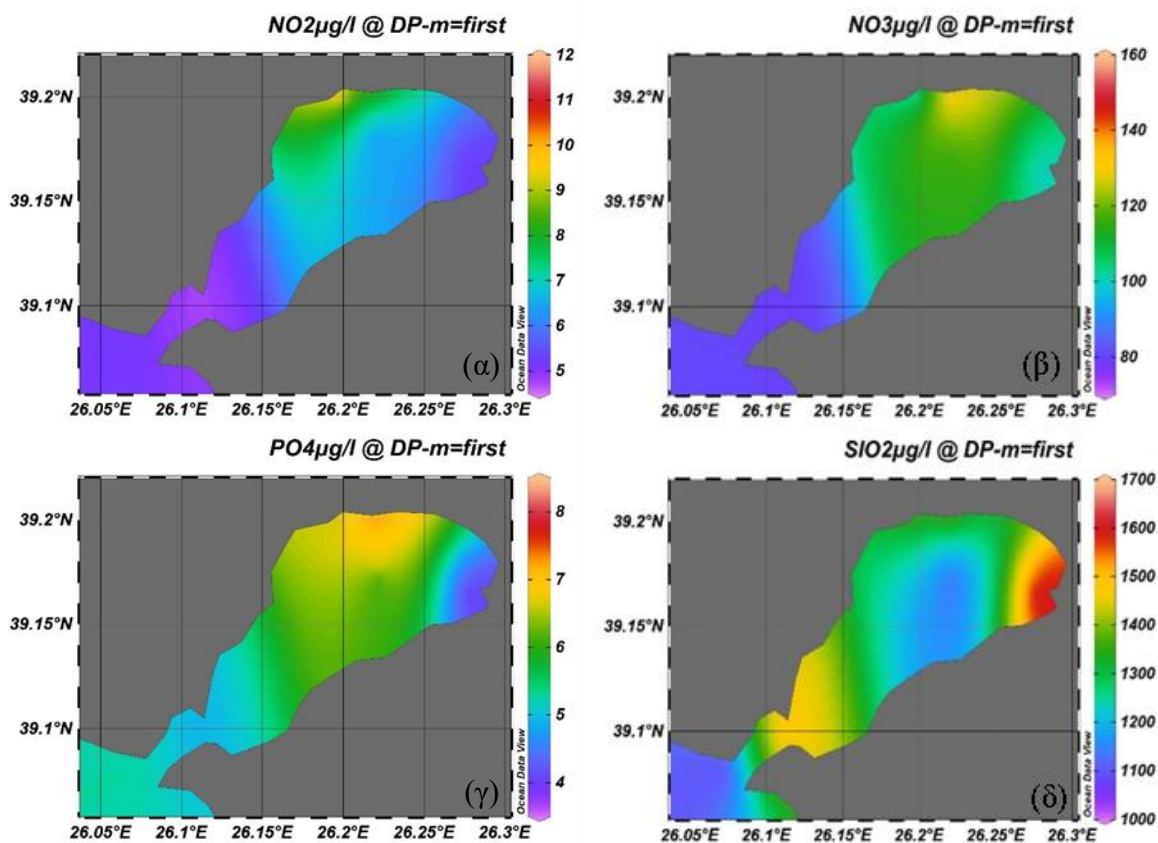 NO2μg/l @ DP-m=first
NO3μg/l @ DP-m=first
39.2°N
39.15°N
39.1°N
26.05°E 26.1°E 26.15°E 26.2°E 26.25°E 26.3°E
12
11
10
9
8
7
6
5
Ocean Data View
(α)
39.2°N
39.15°N
39.1°N
26.05°E 26.1°E 26.15°E 26.2°E 26.25°E 26.3°E
160
140
120
100
80
Ocean Data View
(β)
PO4μg/l @ DP-m=first
SIO2μg/l @ DP-m=first
39.2°N
39.15°N
39.1°N
26.05°E 26.1°E 26.15°E 26.2°E 26.25°E 26.3°E
8
7
6
5
4
Ocean Data View
(γ)
39.2°N
39.15°N
39.1°N
26.05°E 26.1°E 26.15°E 26.2°E 26.25°E 26.3°E
1700
1600
1500
1400
1300
1200
1100
1000
Ocean Data View
(δ)